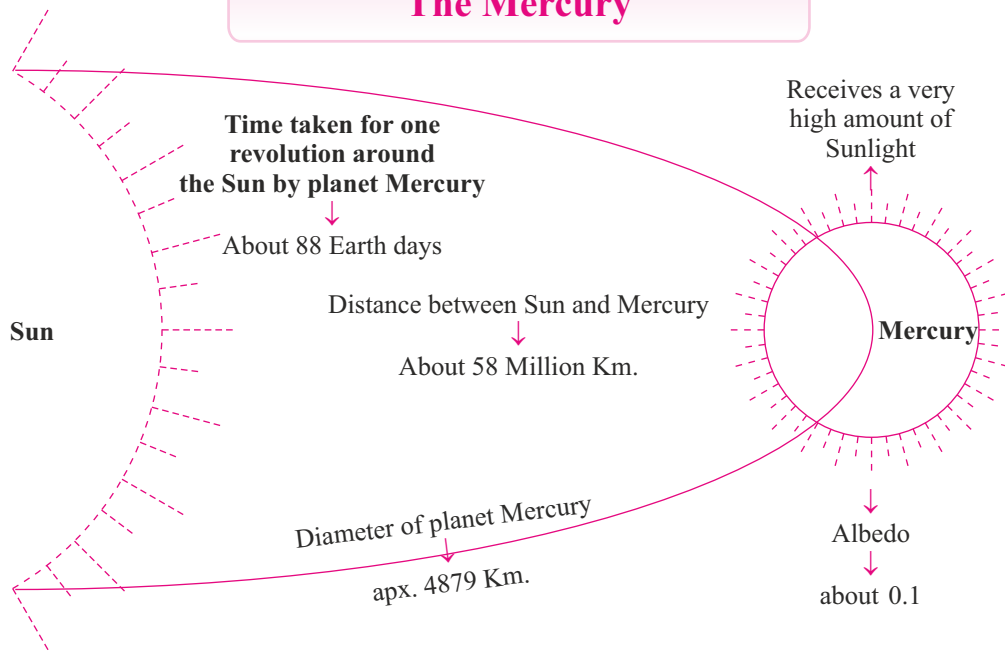 The Mercury
Receives a very
high amount of
Sunlight
Time taken for one
revolution around
the Sun by planet Mercury
About 88 Earth days
Distance between Sun and Mercury
About 58 Million Km.
Sun
Mercury
Diameter of planet Mercury
apx. 4879 Km.
Albedo
about 0.1